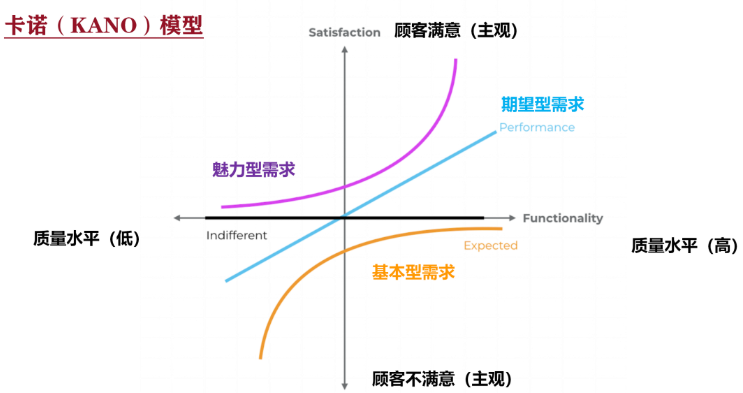 卡诺（KANO）模型
Satisfaction
顾客满意（主观）
期望型需求
Performance
魅力型需求
Functionality
质量水平（低）
Indifferent
质量水平（高）
Expected
基本型需求
顾客不满意（主观）